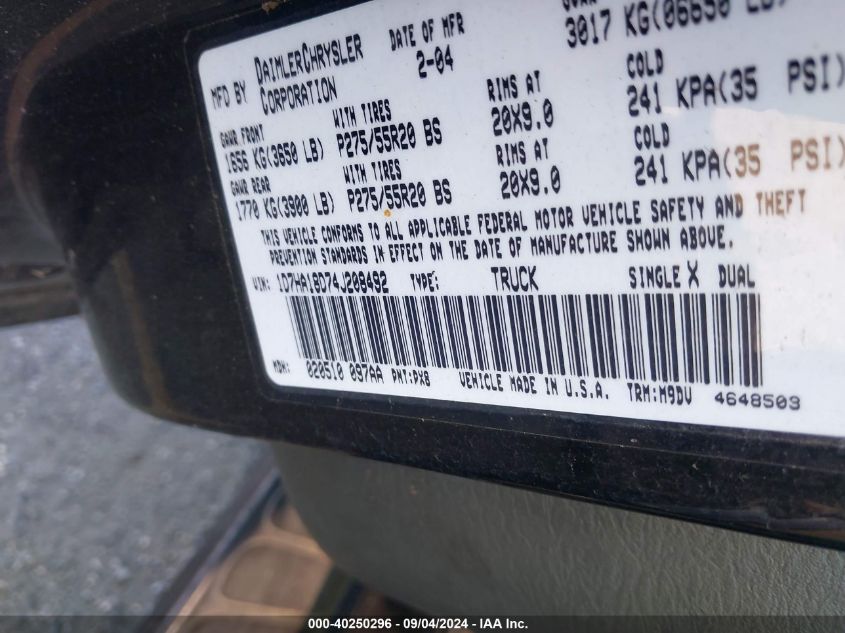 MFD BY DAIMLERCHRYSLER CORPORATION DATE OF MFR 2-04 3017 KG(06650 LB)
GAWR FRONT WITH TIRES RIMS AT COLD
1656 KG(3650 LB) P275/55R20 BS 20X9.0 241 KPA(35 PSI)
GAWR REAR WITH TIRES RIMS AT COLD
1770 KG(3900 LB) P275/55R20 BS 20X9.0 241 KPA(35 PSI)
THIS VEHICLE CONFORMS TO ALL APPLICABLE FEDERAL MOTOR VEHICLE SAFETY AND THEFT
PREVENTION STANDARDS IN EFFECT ON THE DATE OF MANUFACTURE SHOWN ABOVE.
VIN: 1D7HA18D74J208492 TYPE: TRUCK SINGLE X DUAL
MDH: 020510 097AA PNT:PX8 VEHICLE MADE IN U.S.A. TRM:M9DV 4648503
000-40250296 - 09/04/2024 - IAA Inc.